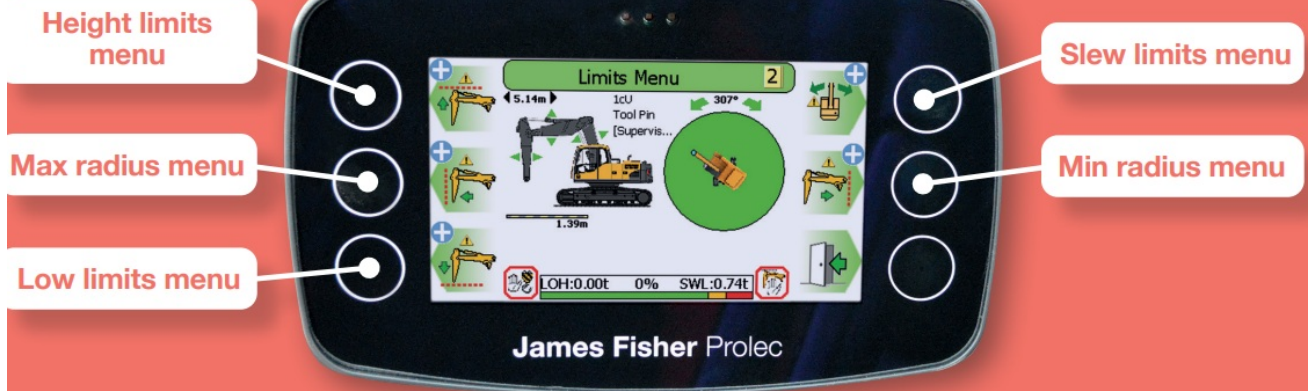 Height limits
menu
Slew limits menu
Limits Menu 2
5.14m
1cU
307°
Tool Pin
[Supervis...
Max radius menu
Min radius menu
1.39m
Low limits menu
LOH:0.00t 0% SWL:0.74t
James Fisher Prolec